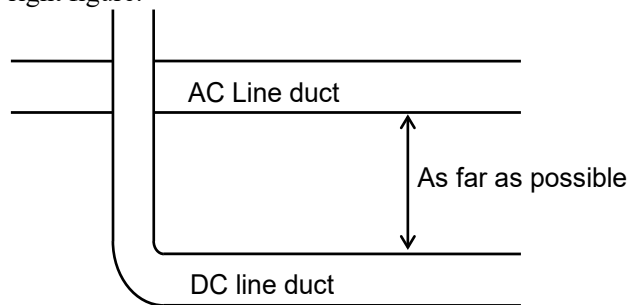 right figure.
AC Line duct
As far as possible
DC line duct